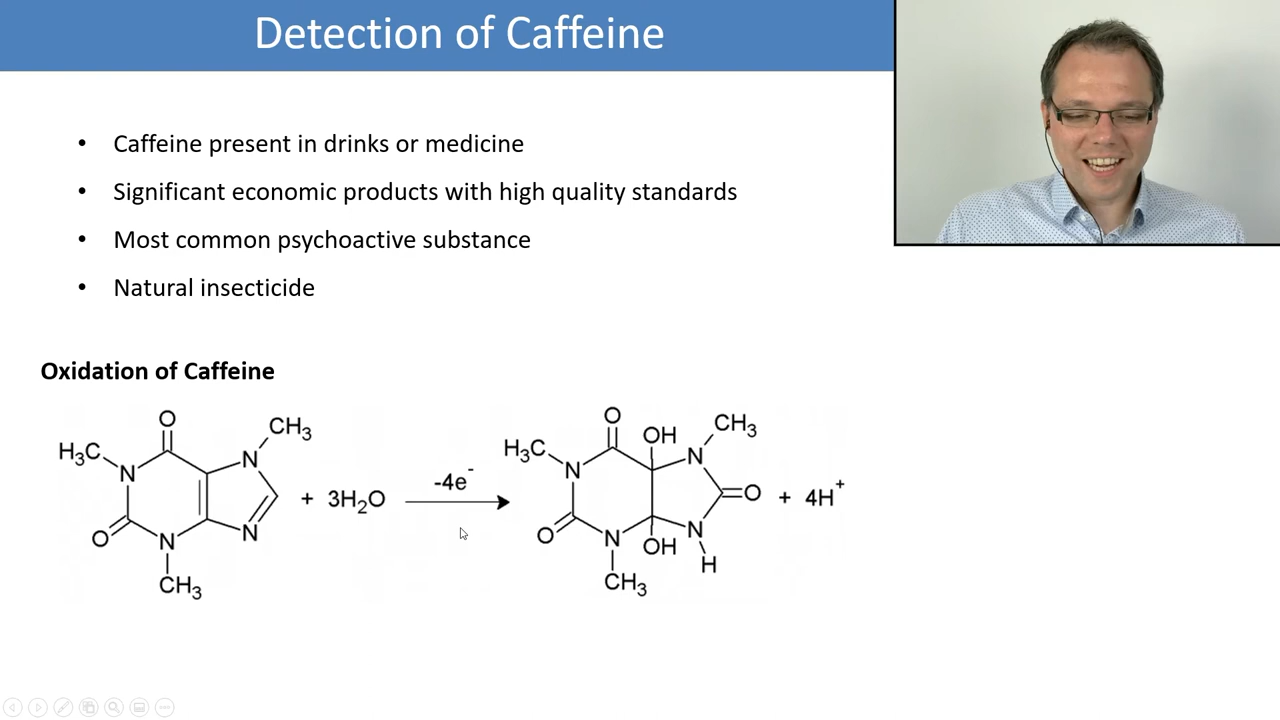 Detection of Caffeine
• Caffeine present in drinks or medicine
• Significant economic products with high quality standards
• Most common psychoactive substance
• Natural insecticide
Oxidation of Caffeine
O
CH₃
H₃C
N
N
O
N
N
CH₃
+ 3H₂O
-4e⁻
O
OH
CH₃
H₃C
N
N
O
O
N
N
OH
H
CH₃
+ 4H⁺